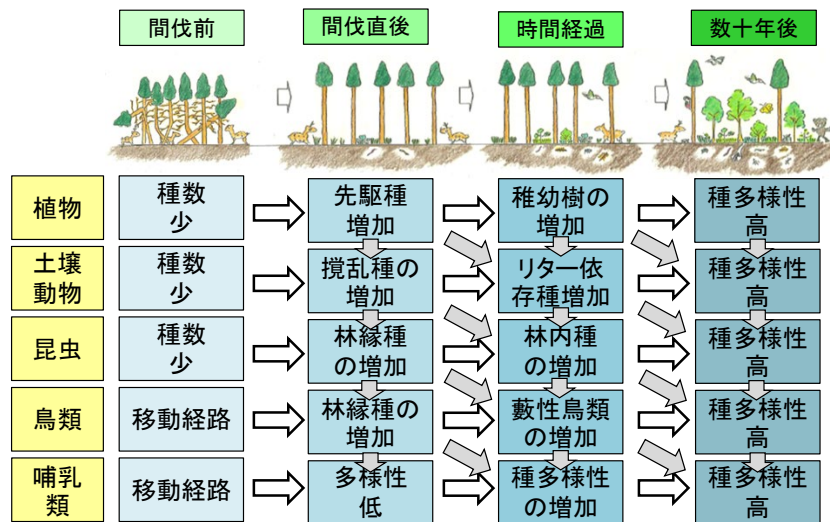 間伐前
間伐直後
時間経過
数十年後
植物
種数
少
先駆種
増加
稚幼樹の
増加
種多様性
高
土壌
動物
種数
少
撹乱種の
増加
リター依
存種増加
種多様性
高
昆虫
種数
少
林縁種
の増加
林内種
の増加
種多様性
高
鳥類
移動経路
林縁種の
増加
藪性鳥類
の増加
種多様性
高
哺乳
類
移動経路
多様性
低
種多様性
の増加
種多様性
高